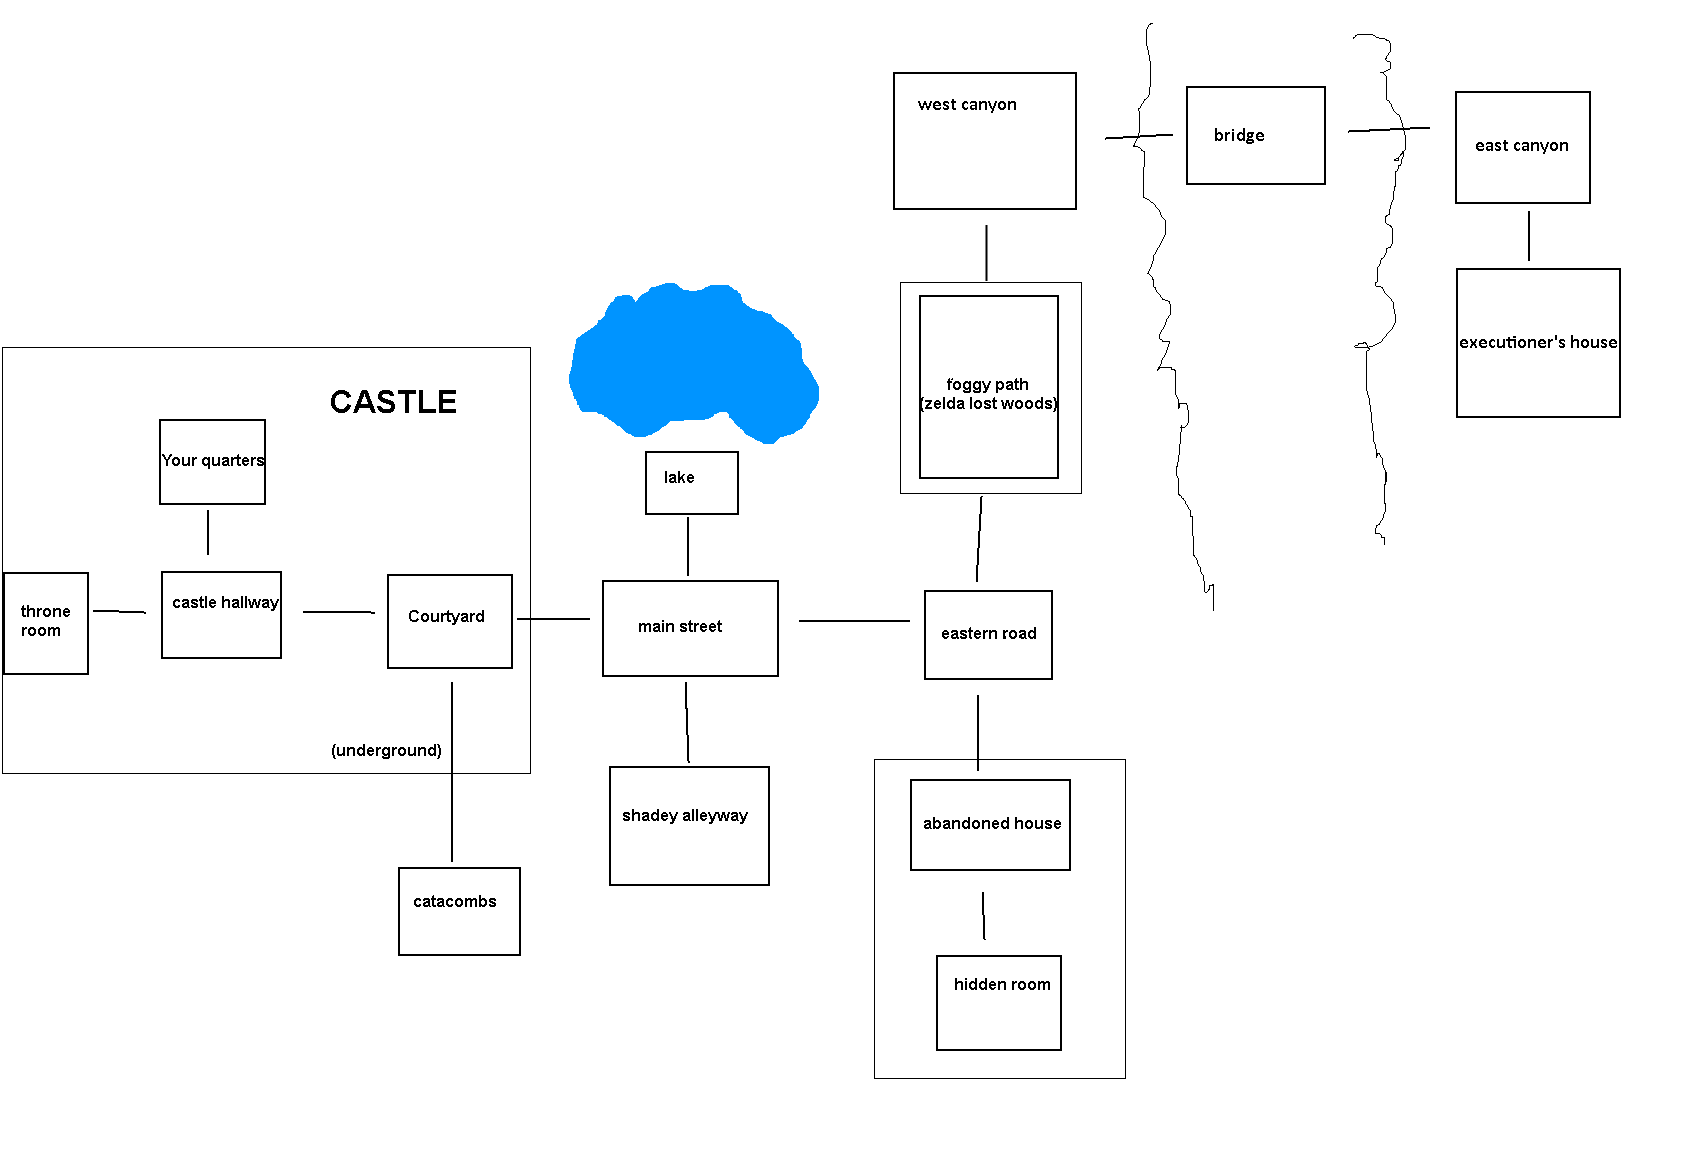 west canyon
bridge
east canyon
executioner's house
foggy path
(zelda lost woods)
CASTLE
Your quarters
lake
throne
room
castle hallway
Courtyard
main street
eastern road
(underground)
shadey alleyway
abandoned house
catacombs
hidden room